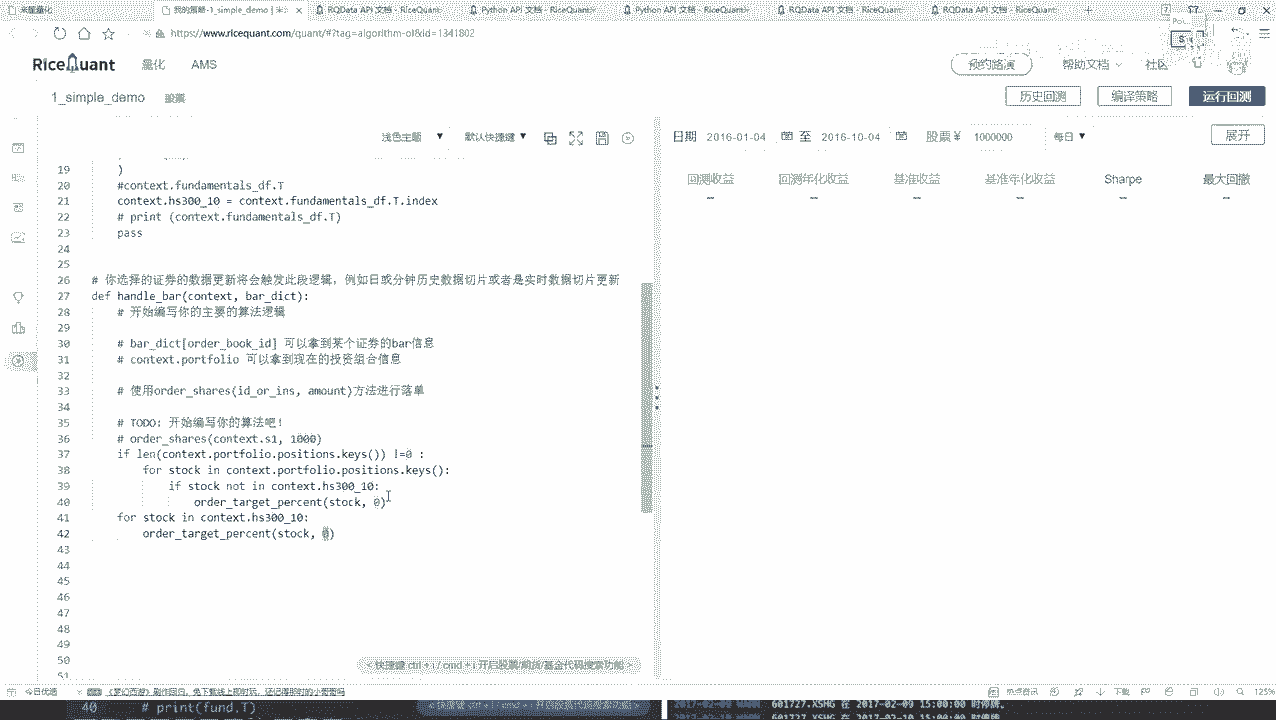 米筐量化
我的策略-1_simple_demo | 米
RQData API 文档 - RiceQuant
Python API 文档 - RiceQuant
Python API 文档 - RiceQuant
RQData API 文档 - RiceQuant
RQData API 文档 - RiceQuant
https://www.ricequant.com/quant/#?tag=algorithm-ol&id=1341802
RiceQuant 量化 AMS 预约路演 帮助文档 社区
1_simple_demo 股票 历史回测 编译策略 运行回测
浅色主题 默认快捷键
日期 2016-01-04 至 2016-10-04 股票¥ 1000000 每日 展开
回测收益 回测年化收益 基准收益 基准年化收益 Sharpe 最大回撤
-- -- -- -- -- --
19 )
20 #context.fundamentals_df.T
21 context.hs300_10 = context.fundamentals_df.T.index
22 # print (context.fundamentals_df.T)
23 pass
24
25
26 # 你选择的证券的数据更新将会触发此段逻辑，例如日或分钟历史数据切片或者是实时数据切片更新
27 def handle_bar(context, bar_dict):
28 # 开始编写你的主要的算法逻辑
29
30 # bar_dict[order_book_id] 可以拿到某个证券的bar信息
31 # context.portfolio 可以拿到现在的投资组合信息
32
33 # 使用order_shares(id_or_ins, amount)方法进行落单
34
35 # TODO: 开始编写你的算法吧！
36 # order_shares(context.s1, 1000)
37 if len(context.portfolio.positions.keys()) !=0 :
38 for stock in context.portfolio.positions.keys():
39 if stock not in context.hs300_10:
40 order_target_percent(stock, 0)
41 for stock in context.hs300_10:
42 order_target_percent(stock, 0)
43
44
45
46
47
48
49
50
51
< 快捷键 ctrl + i / cmd + i 开启股票/期货/基金代码搜索功能
今日优选
热点资讯 下载 125%
40 # print(fund.T)
2017-02-09 WARN 601727.XSHG 在 2017-02-09 15:00:00 时停牌。